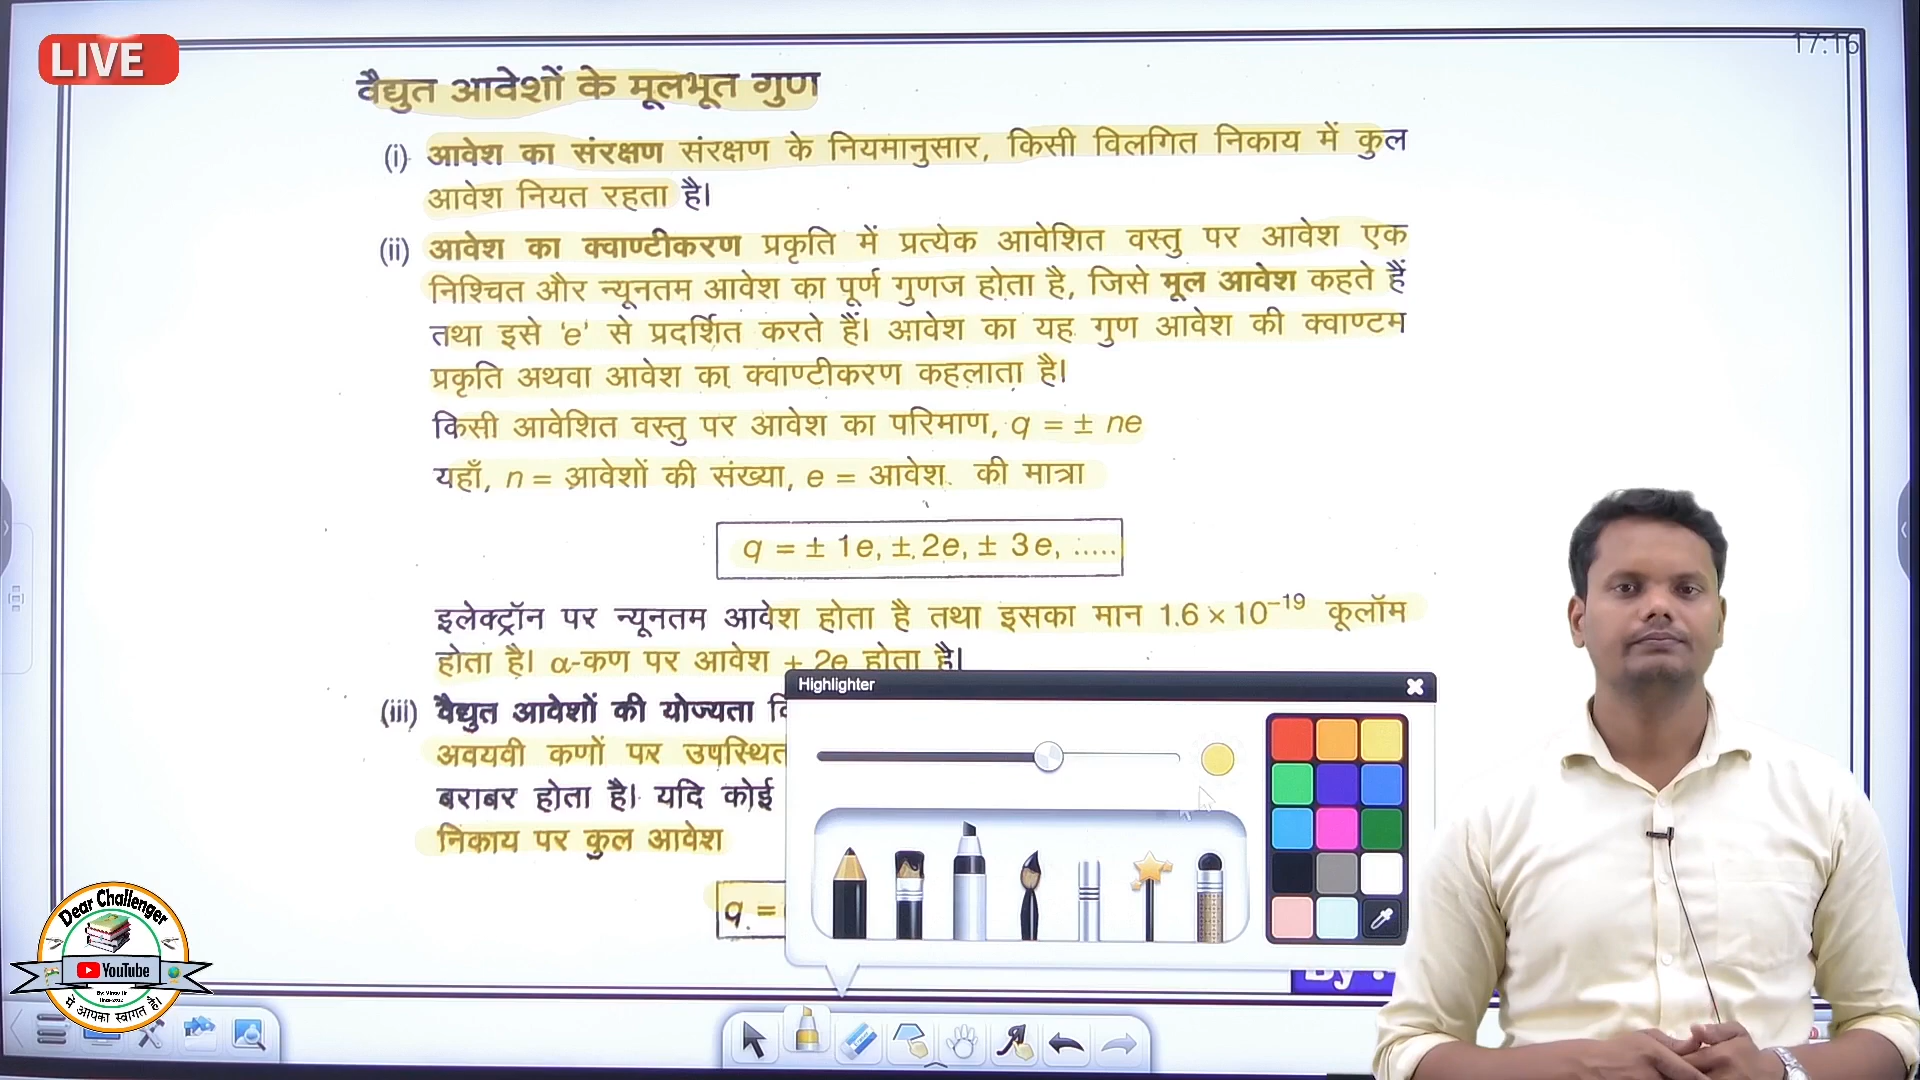 LIVE
17:16
वैद्युत आवेशों के मूलभूत गुण
(i) आवेश का संरक्षण संरक्षण के नियमानुसार, किसी विलगित निकाय में कुल
आवेश नियत रहता है।
(ii) आवेश का क्वाण्टीकरण प्रकृति में प्रत्येक आवेशित वस्तु पर आवेश एक
निश्चित और न्यूनतम आवेश का पूर्ण गुणज होता है, जिसे मूल आवेश कहते हैं
तथा इसे 'e' से प्रदर्शित करते हैं। आवेश का यह गुण आवेश की क्वाण्टम
प्रकृति अथवा आवेश का क्वाण्टीकरण कहलाता है।
किसी आवेशित वस्तु पर आवेश का परिमाण, q = ± ne
यहाँ, n = आवेशों की संख्या, e = आवेश की मात्रा
q = ± 1e, ± 2e, ± 3e, .....
इलेक्ट्रॉन पर न्यूनतम आवेश होता है तथा इसका मान 1.6 × 10⁻¹⁹ कूलॉम
होता है। α-कण पर आवेश + 2e होता है।
Highlighter
(iii) वैद्युत आवेशों की योज्यता
अवयवी कणों पर उपस्थित
बराबर होता है। यदि कोई
निकाय पर कुल आवेश
q =
By :
Dear Challenger
YouTube
में आपका स्वागत है।